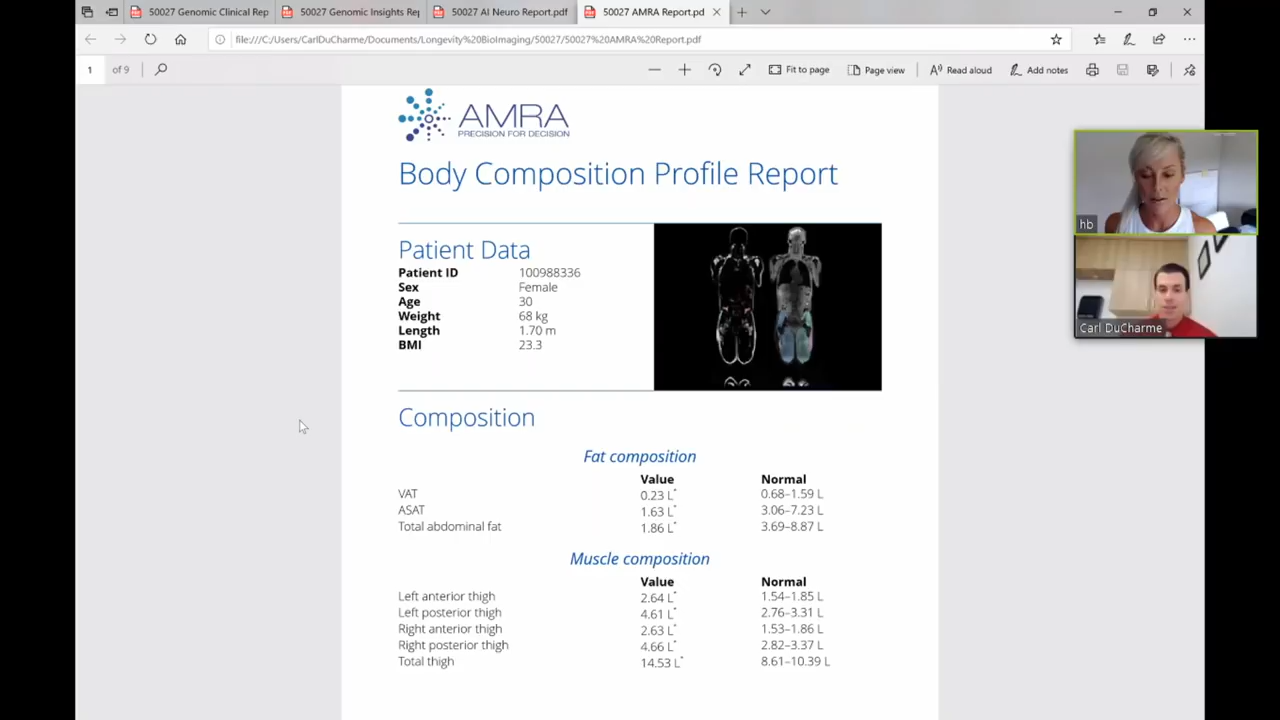 50027 Genomic Clinical Rep
50027 Genomic Insights Rep
50027 AI Neuro Report.pdf
50027 AMRA Report.pd
file:///C:/Users/CarlDuCharme/Documents/Longevity%20BioImaging/50027/50027%20AMRA%20Report.pdf
1 of 9
Fit to page
Page view
Read aloud
Add notes
AMRA
PRECISION FOR DECISION
Body Composition Profile Report
Patient Data
Patient ID 100988336
Sex Female
Age 30
Weight 68 kg
Length 1.70 m
BMI 23.3
hb
Carl DuCharme
Composition
Fat composition
Value Normal
VAT 0.23 L* 0.68–1.59 L
ASAT 1.63 L* 3.06–7.23 L
Total abdominal fat 1.86 L* 3.69–8.87 L
Muscle composition
Value Normal
Left anterior thigh 2.64 L* 1.54–1.85 L
Left posterior thigh 4.61 L* 2.76–3.31 L
Right anterior thigh 2.63 L* 1.53–1.86 L
Right posterior thigh 4.66 L* 2.82–3.37 L
Total thigh 14.53 L* 8.61–10.39 L